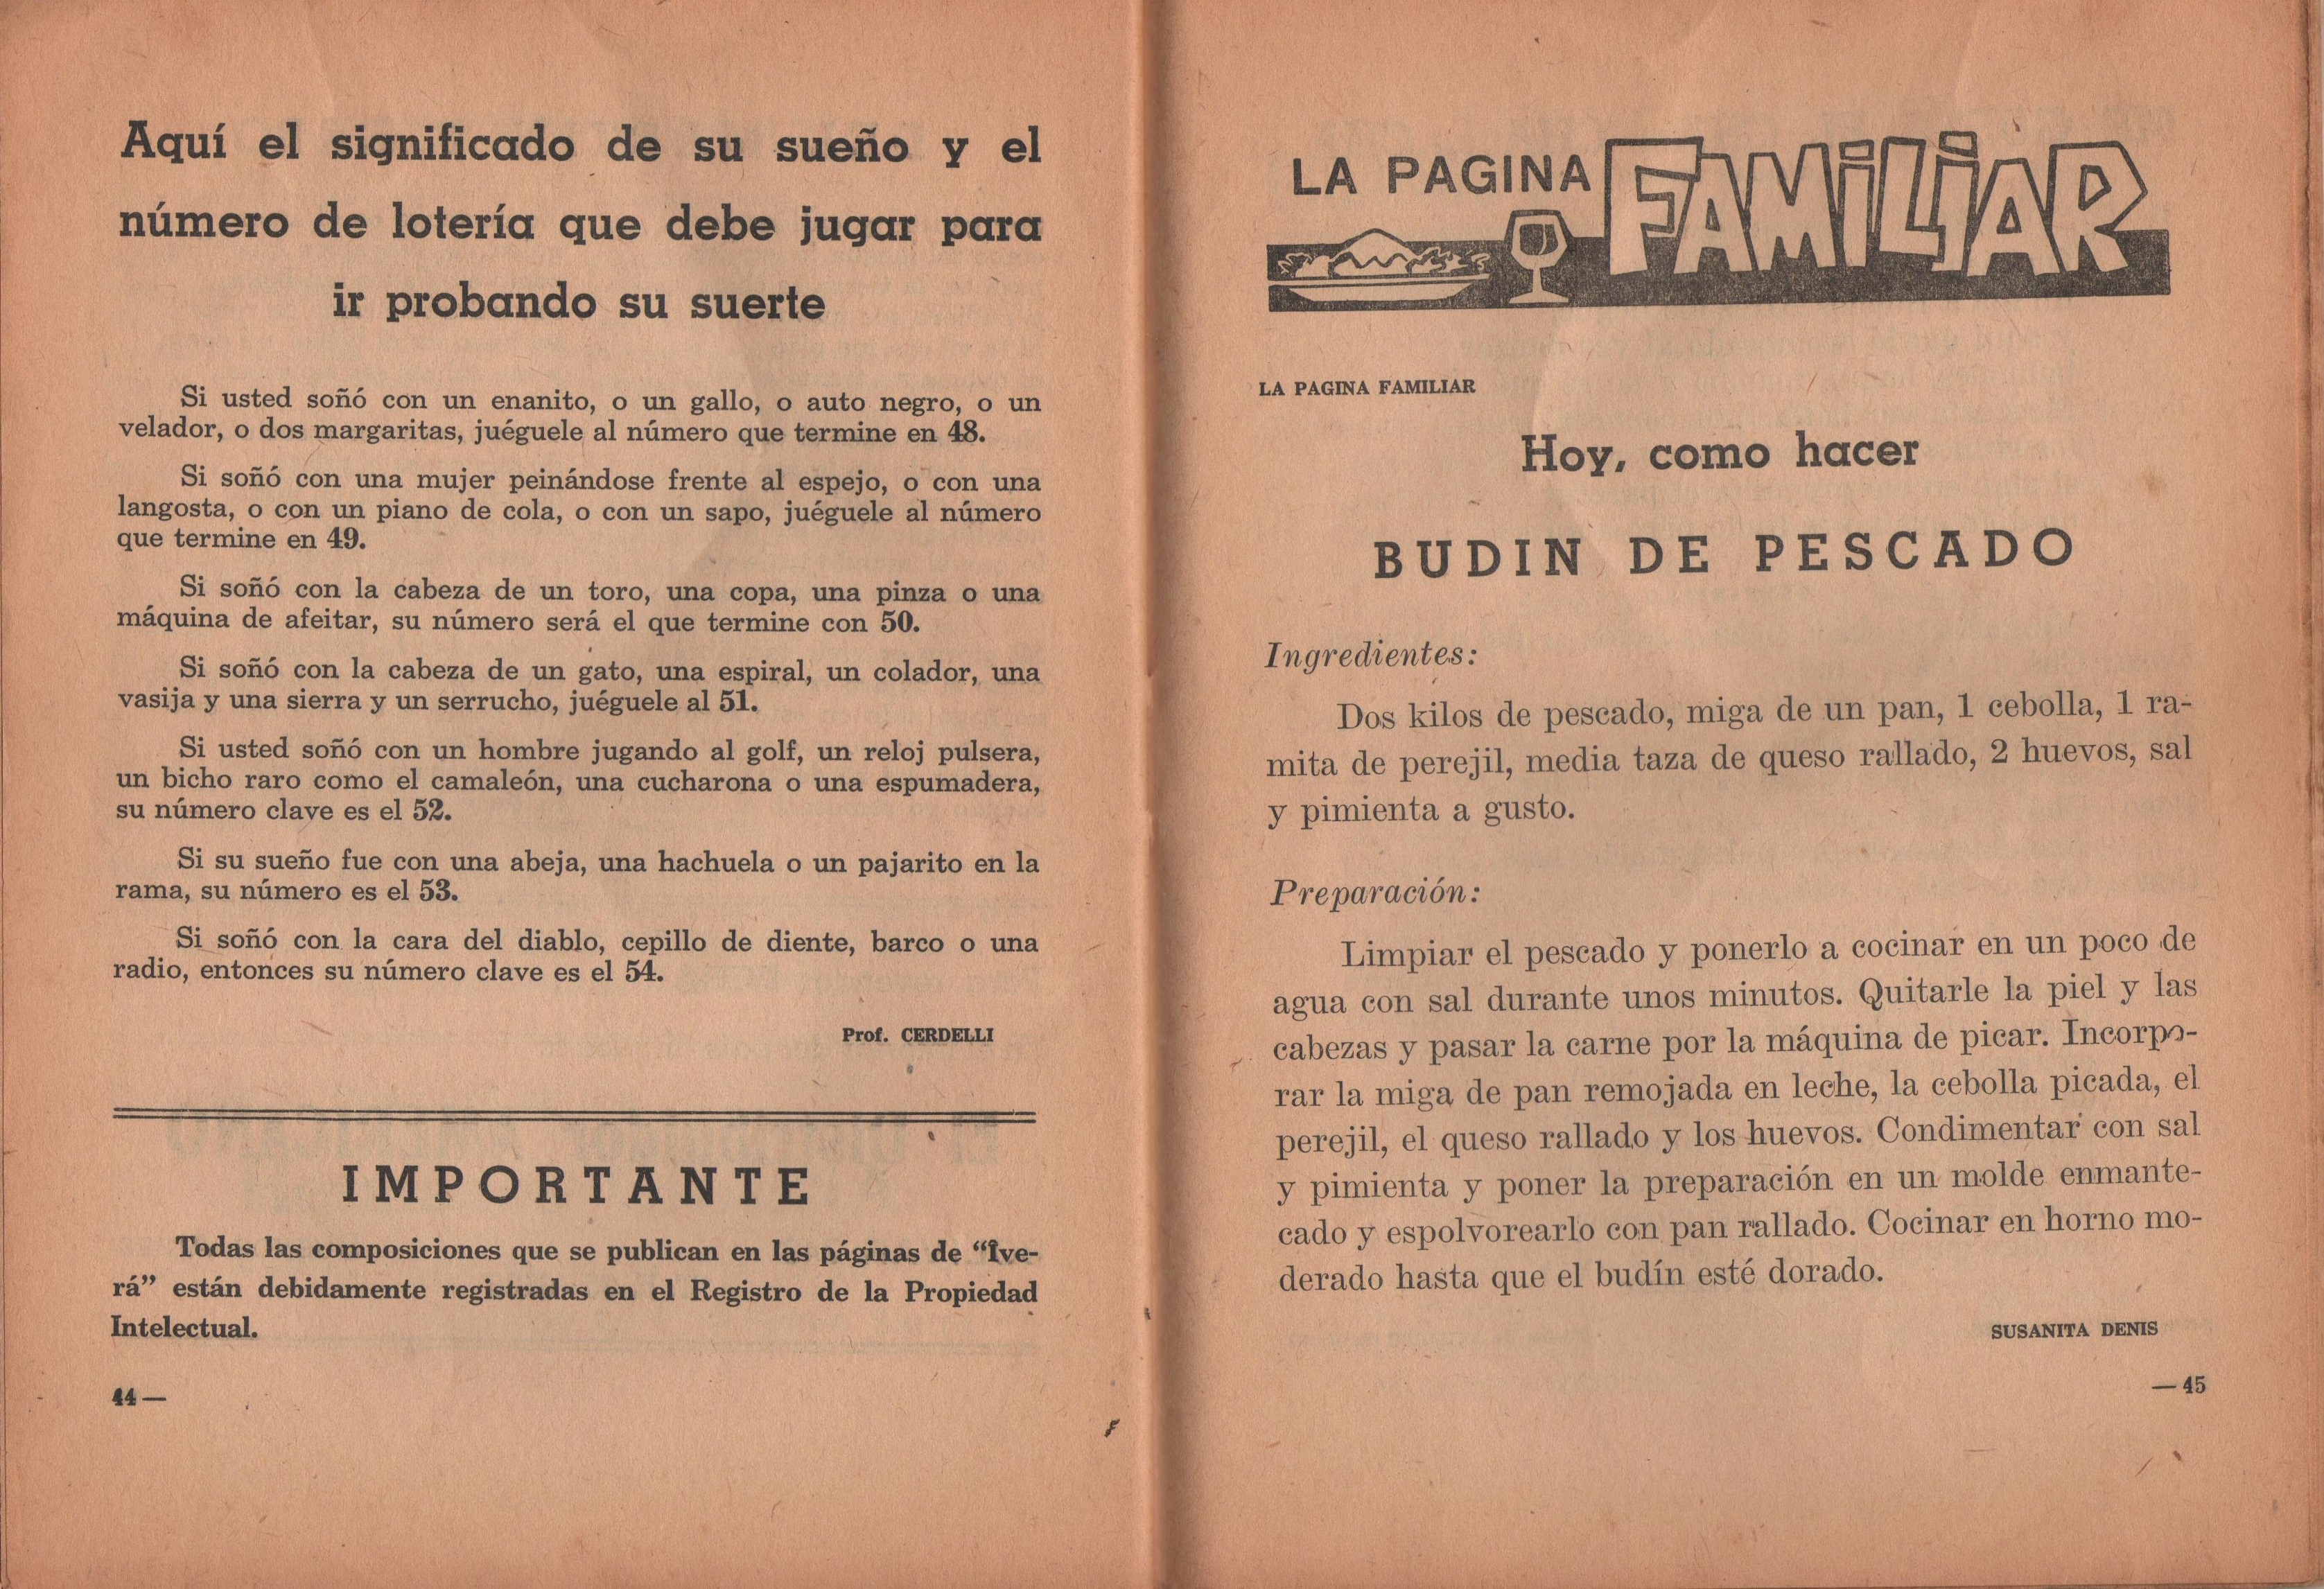 Aquí el significado de su sueño y el
número de lotería que debe jugar para
ir probando su suerte
Si usted soñó con un enanito, o un gallo, o auto negro, o un
velador, o dos margaritas, juéguele al número que termine en 48.
Si soñó con una mujer peinándose frente al espejo, o con una
langosta, o con un piano de cola, o con un sapo, juéguele al número
que termine en 49.
Si soñó con la cabeza de un toro, una copa, una pinza o una
máquina de afeitar, su número será el que termine con 50.
Si soñó con la cabeza de un gato, una espiral, un colador, una
vasija y una sierra y un serrucho, juéguele al 51.
Si usted soñó con un hombre jugando al golf, un reloj pulsera,
un bicho raro como el camaleón, una cucharona o una espumadera,
su número clave es el 52.
Si su sueño fue con una abeja, una hachuela o un pajarito en la
rama, su número es el 53.
Si soñó con la cara del diablo, cepillo de diente, barco o una
radio, entonces su número clave es el 54.
Prof. CERDELLI
IMPORTANTE
Todas las composiciones que se publican en las páginas de “Ive-
rá” están debidamente registradas en el Registro de la Propiedad
Intelectual.
44 —
LA PAGINA FAMILIAR
LA PAGINA FAMILIAR
Hoy, como hacer
BUDIN DE PESCADO
Ingredientes:
Dos kilos de pescado, miga de un pan, 1 cebolla, 1 ra-
mita de perejil, media taza de queso rallado, 2 huevos, sal
y pimienta a gusto.
Preparación:
Limpiar el pescado y ponerlo a cocinar en un poco de
agua con sal durante unos minutos. Quitarle la piel y las
cabezas y pasar la carne por la máquina de picar. Incorpo-
rar la miga de pan remojada en leche, la cebolla picada, el
perejil, el queso rallado y los huevos. Condimentar con sal
y pimienta y poner la preparación en un molde enmante-
cado y espolvorearlo con pan rallado. Cocinar en horno mo-
derado hasta que el budín esté dorado.
SUSANITA DENIS
— 45